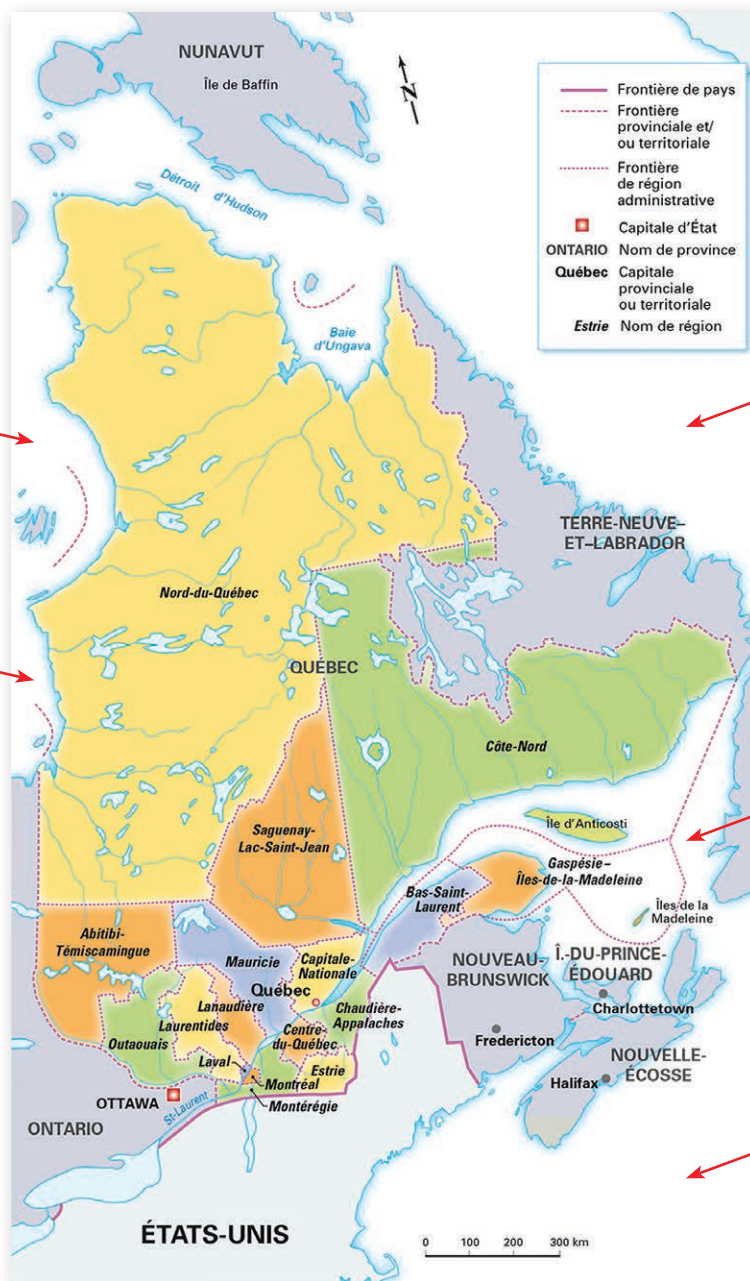 NUNAVUT
Île de Baffin
N
Détroit d'Hudson
Baie
d'Ungava
Frontière de pays
Frontière
provinciale et/
ou territoriale
Frontière
de région
administrative
Capitale d'État
ONTARIO Nom de province
Québec Capitale
provinciale
ou territoriale
Estrie Nom de région
TERRE-NEUVE–
ET–LABRADOR
Nord-du-Québec
QUÉBEC
Côte-Nord
Saguenay-
Lac-Saint-Jean
Île d'Anticosti
Gaspésie–
Îles-de-la-Madeleine
Bas-Saint-
Laurent
Îles de la
Madeleine
Abitibi-
Témiscamingue
Mauricie
Capitale-
Nationale
Québec
NOUVEAU-
BRUNSWICK
Î.-DU-PRINCE-
ÉDOUARD
Charlottetown
Lanaudière
Laurentides
Chaudière-
Appalaches
Centre-
du-Québec
Outaouais
Fredericton
Laval
Estrie
Montréal
Montérégie
Halifax
NOUVELLE-
ÉCOSSE
OTTAWA
St-Laurent
ONTARIO
ÉTATS-UNIS
0 100 200 300 km